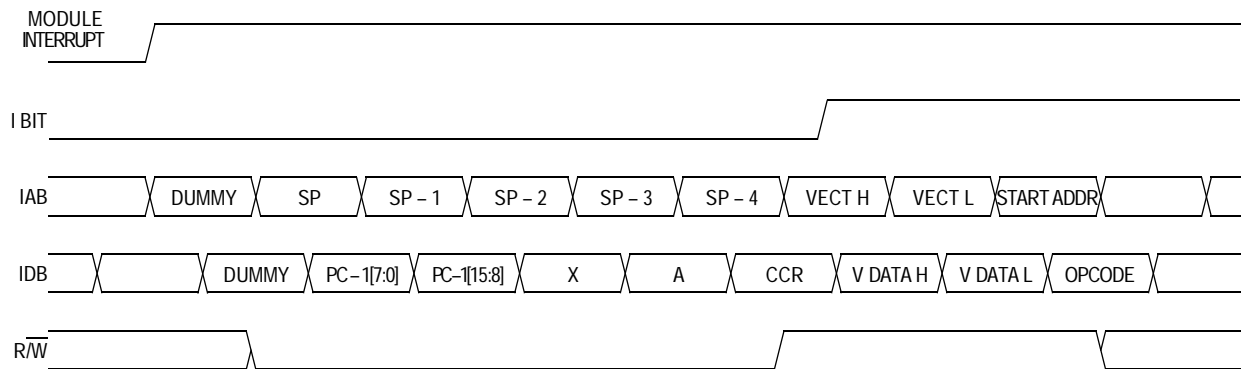 MODULE
INTERRUPT
I BIT
IAB DUMMY SP SP – 1 SP – 2 SP – 3 SP – 4 VECT H VECT L START ADDR
IDB DUMMY PC – 1[7:0] PC–1[15:8] X A CCR V DATA H V DATA L OPCODE
R/W